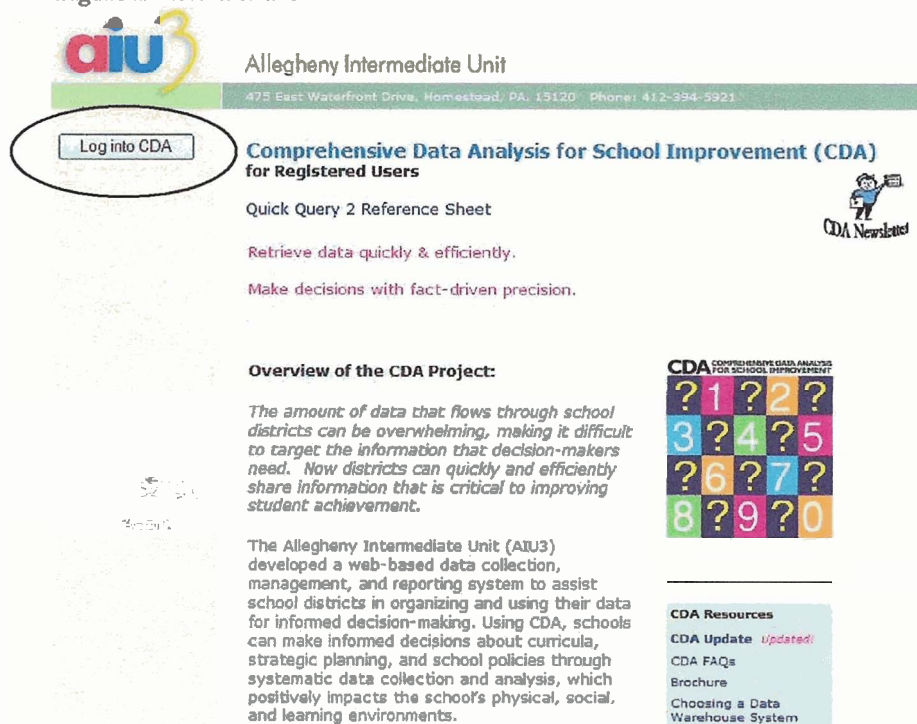 aiu3
Allegheny Intermediate Unit
475 East Waterfront Drive, Homestead, PA. 15120 Phone: 412-394-5921
Log into CDA
Comprehensive Data Analysis for School Improvement (CDA)
for Registered Users
Quick Query 2 Reference Sheet
CDA Newsletter
Retrieve data quickly & efficiently.
Make decisions with fact-driven precision.
Overview of the CDA Project:
The amount of data that flows through school
districts can be overwhelming, making it difficult
to target the information that decision-makers
need. Now districts can quickly and efficiently
share information that is critical to improving
student achievement.
The Allegheny Intermediate Unit (AIU3)
developed a web-based data collection,
management, and reporting system to assist
school districts in organizing and using their data
for informed decision-making. Using CDA, schools
can make informed decisions about curricula,
strategic planning, and school policies through
systematic data collection and analysis, which
positively impacts the school's physical, social,
and learning environments.
CDA COMPREHENSIVE DATA ANALYSIS
FOR SCHOOL IMPROVEMENT
? 1 ? 2 ?
3 ? 4 ? 5
? 6 ? 7 ?
8 ? 9 ? 0
CDA Resources
CDA Update Updated!
CDA FAQs
Brochure
Choosing a Data
Warehouse System